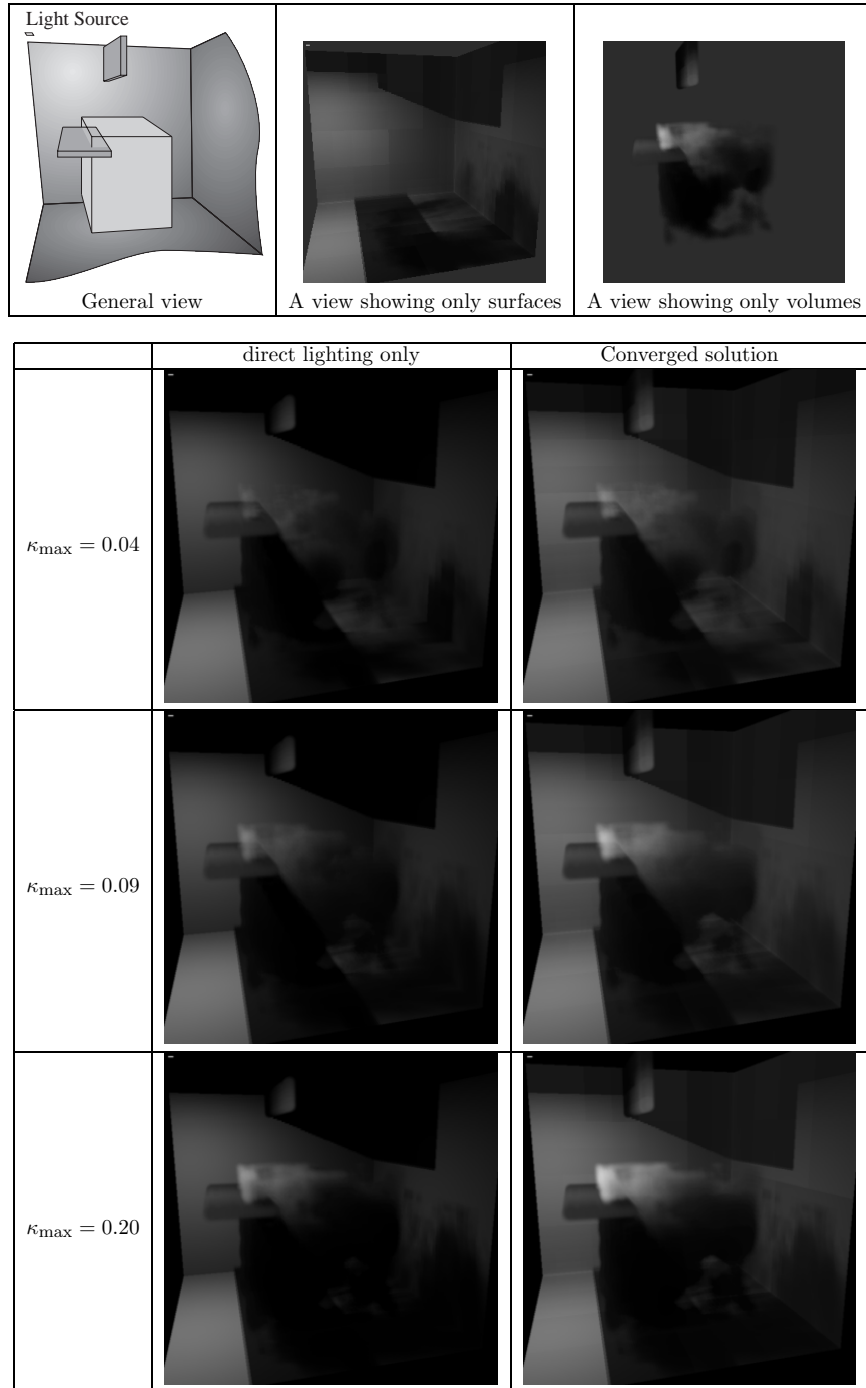 Light Source
General view
A view showing only surfaces
A view showing only volumes
direct lighting only
Converged solution
κmax = 0.04
κmax = 0.09
κmax = 0.20